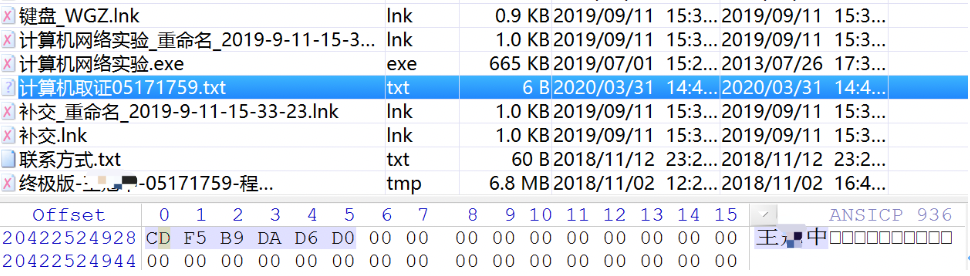 键盘_WGZ.lnk lnk 0.9 KB 2019/09/11 15:3... 2019/09/11 15:3...
计算机网络实验_重命名_2019-9-11-15-3... lnk 1.0 KB 2019/09/11 15:3... 2019/09/11 15:3...
计算机网络实验.exe exe 665 KB 2019/07/01 15:2... 2013/07/26 17:3...
计算机取证05171759.txt txt 6 B 2020/03/31 14:4... 2020/03/31 14:4...
补交_重命名_2019-9-11-15-33-23.lnk lnk 1.0 KB 2019/09/11 15:3... 2019/09/11 15:3...
补交.lnk lnk 1.0 KB 2019/09/11 15:3... 2019/09/11 15:3...
联系方式.txt txt 60 B 2018/11/12 23:2... 2018/11/12 23:2...
终极版- -05171759-程... tmp 6.8 MB 2018/11/02 12:2... 2018/11/02 16:4...
Offset 0 1 2 3 4 5 6 7 8 9 10 11 12 13 14 15 ANSICP 936
20422524928 CD F5 B9 DA D6 D0 00 00 00 00 00 00 00 00 00 00 王 中□□□□□□□□□□
20422524944 00 00 00 00 00 00 00 00 00 00 00 00 00 00 00 00